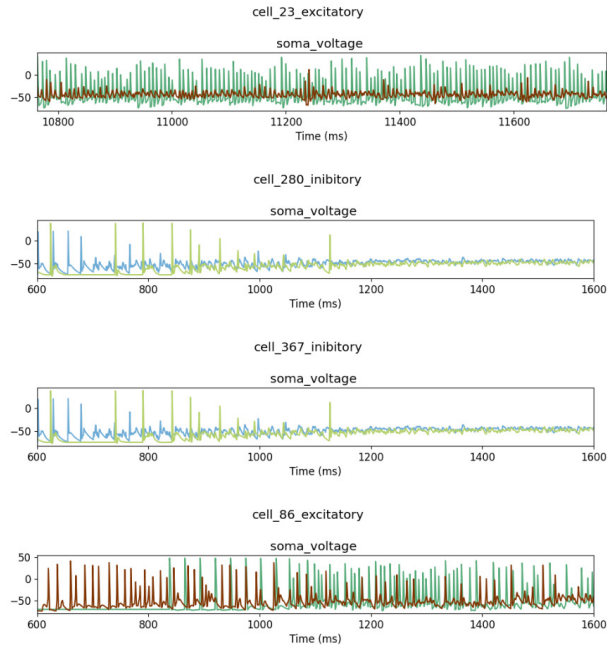 cell_23_excitatory
soma_voltage
0
−50
10800 11000 11200 11400 11600
Time (ms)
cell_280_inibitory
soma_voltage
0
−50
600 800 1000 1200 1400 1600
Time (ms)
cell_367_inibitory
soma_voltage
0
−50
600 800 1000 1200 1400 1600
Time (ms)
cell_86_excitatory
soma_voltage
50
0
−50
600 800 1000 1200 1400 1600
Time (ms)